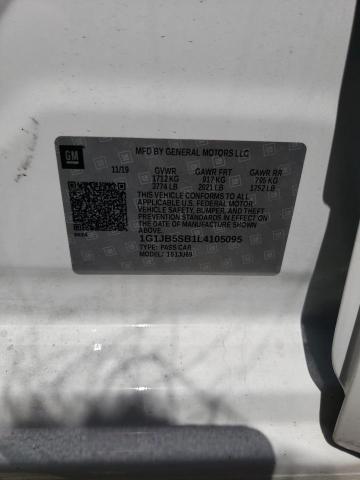 GM
MFD BY GENERAL MOTORS LLC
11/19 GVWR GAWR FRT GAWR RR
1712 KG 917 KG 795 KG
3774 LB 2021 LB 1752 LB
THIS VEHICLE CONFORMS TO ALL
APPLICABLE U.S. FEDERAL MOTOR
VEHICLE SAFETY, BUMPER, AND THEFT
PREVENTION STANDARDS IN EFFECT
ON THE DATE OF MANUFACTURE SHOWN
ABOVE.
1G1JB5SB1L4105095
TYPE: PASS CAR
MODEL: